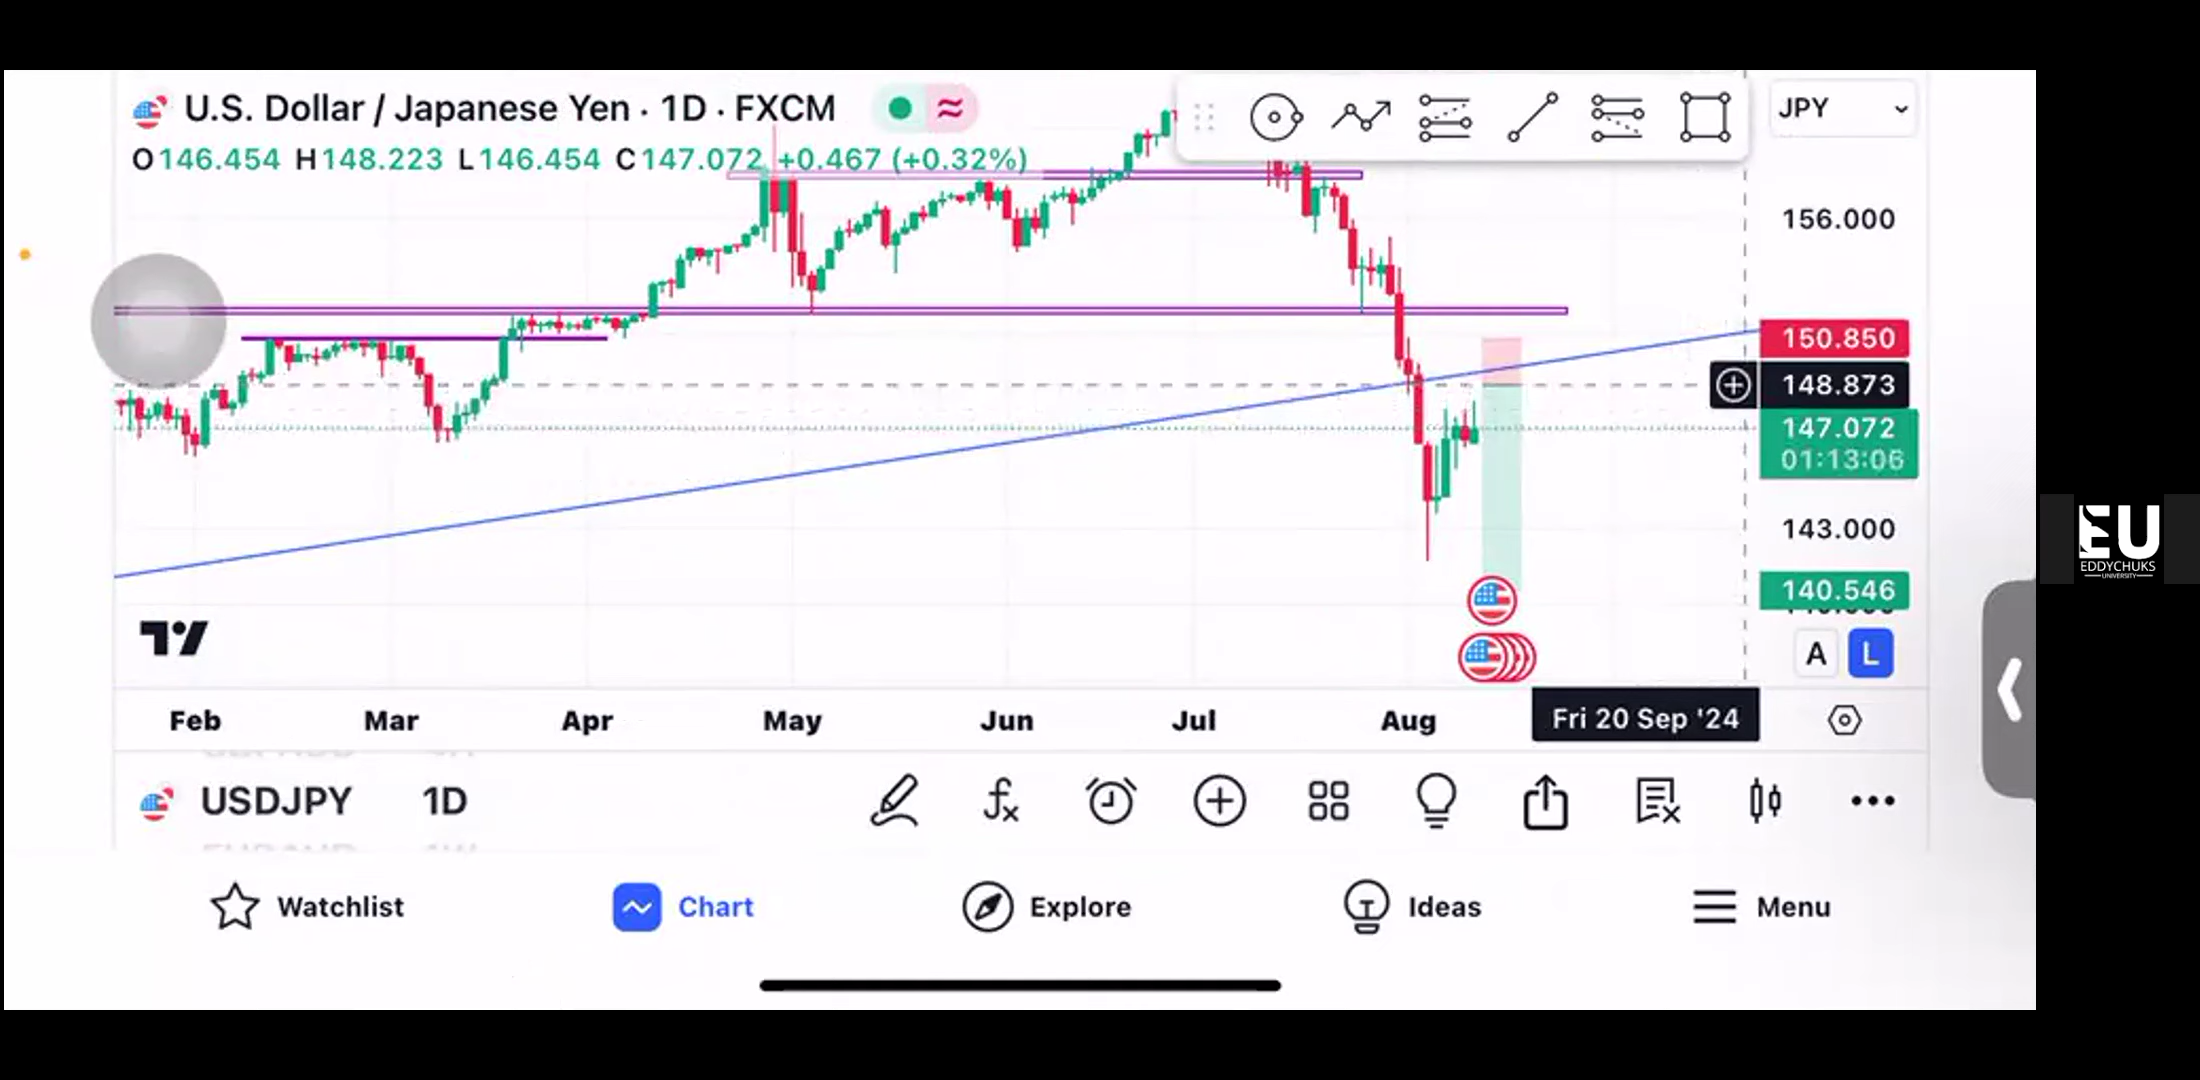 U.S. Dollar / Japanese Yen · 1D · FXCM
JPY
O146.454 H148.223 L146.454 C147.072 +0.467 (+0.32%)
156.000
150.850
148.873
147.072
01:13:06
143.000
140.546
A L
Feb Mar Apr May Jun Jul Aug Fri 20 Sep '24
USDJPY 1D
Watchlist Chart Explore Ideas Menu
EU
EDDYCHUKS
UNIVERSITY